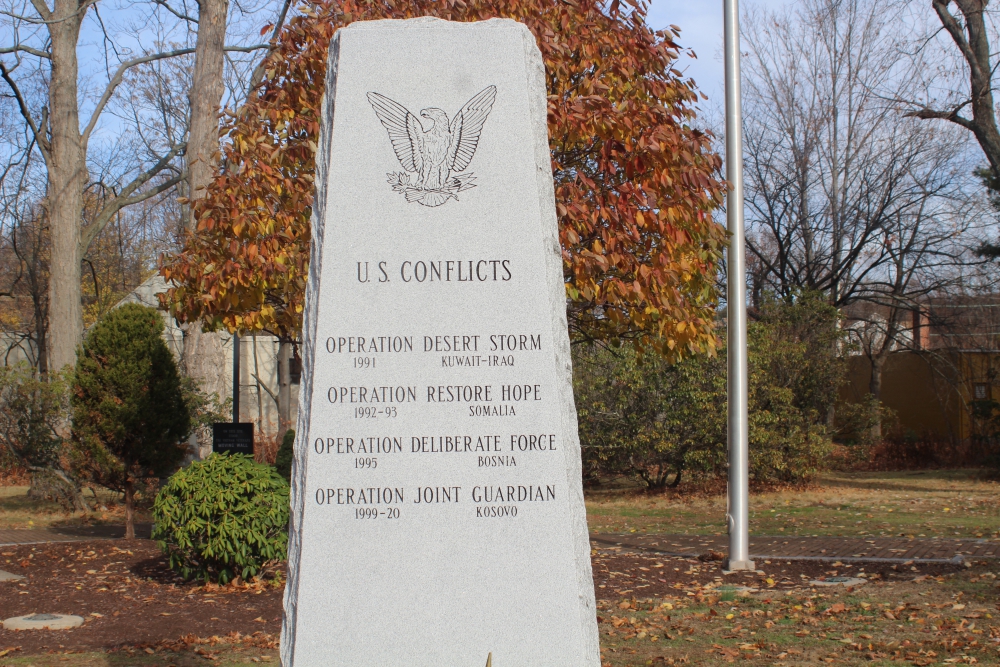 U.S. CONFLICTS
OPERATION DESERT STORM
1991 KUWAIT-IRAQ
OPERATION RESTORE HOPE
1992-93 SOMALIA
OPERATION DELIBERATE FORCE
1995 BOSNIA
OPERATION JOINT GUARDIAN
1999-20 KOSOVO